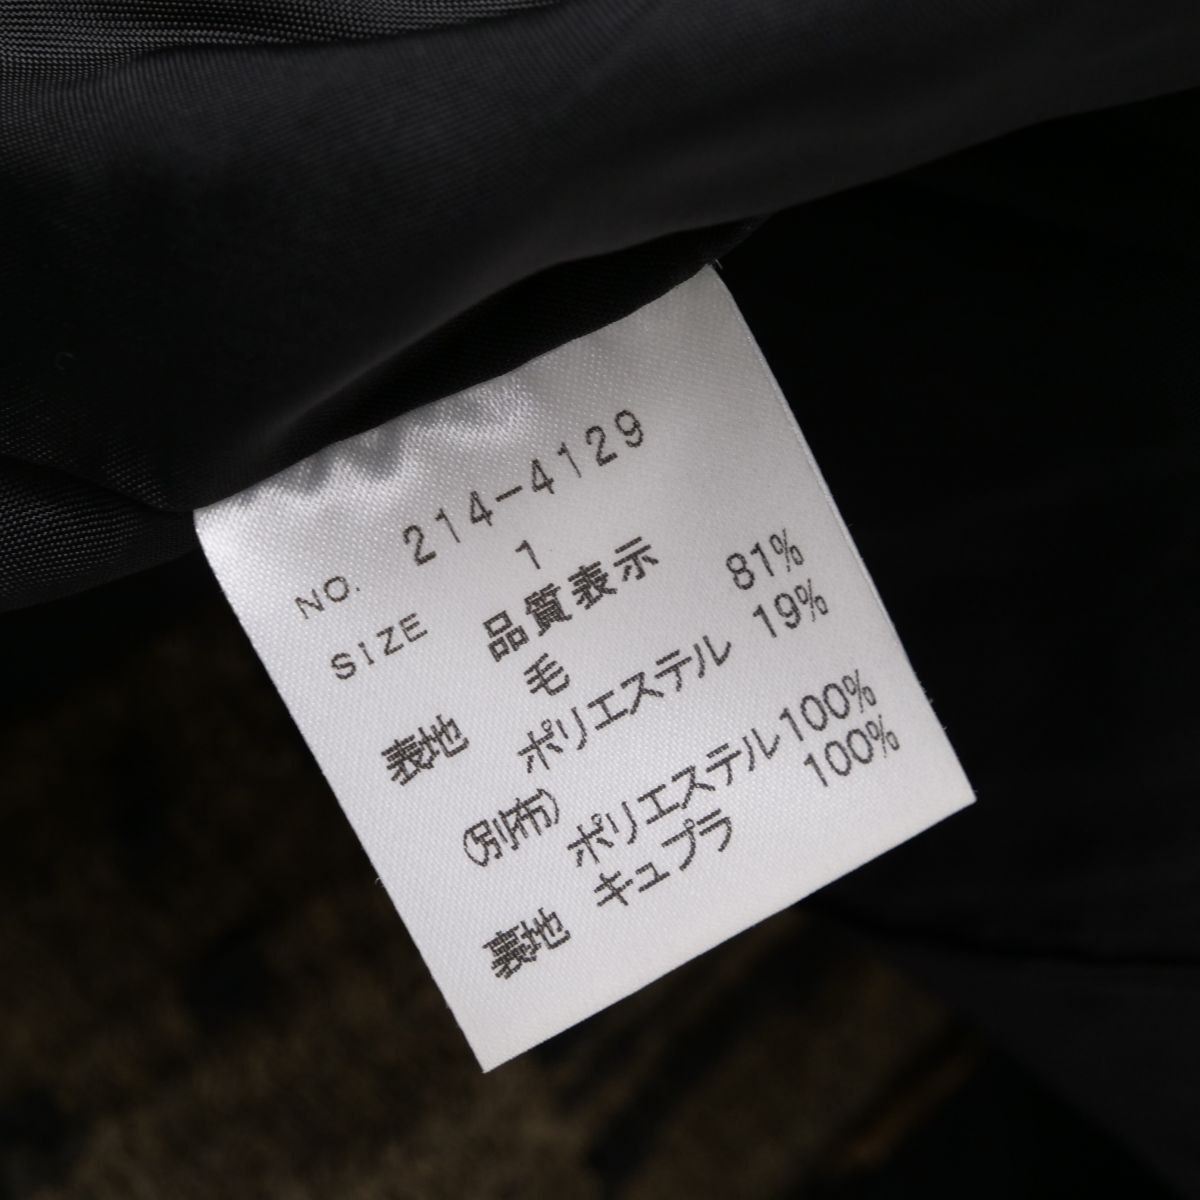 NO. 214-4129
SIZE 1
品質表示
表地 毛 81%
ポリエステル 19%
(別布) ポリエステル100%
裏地 キュプラ 100%